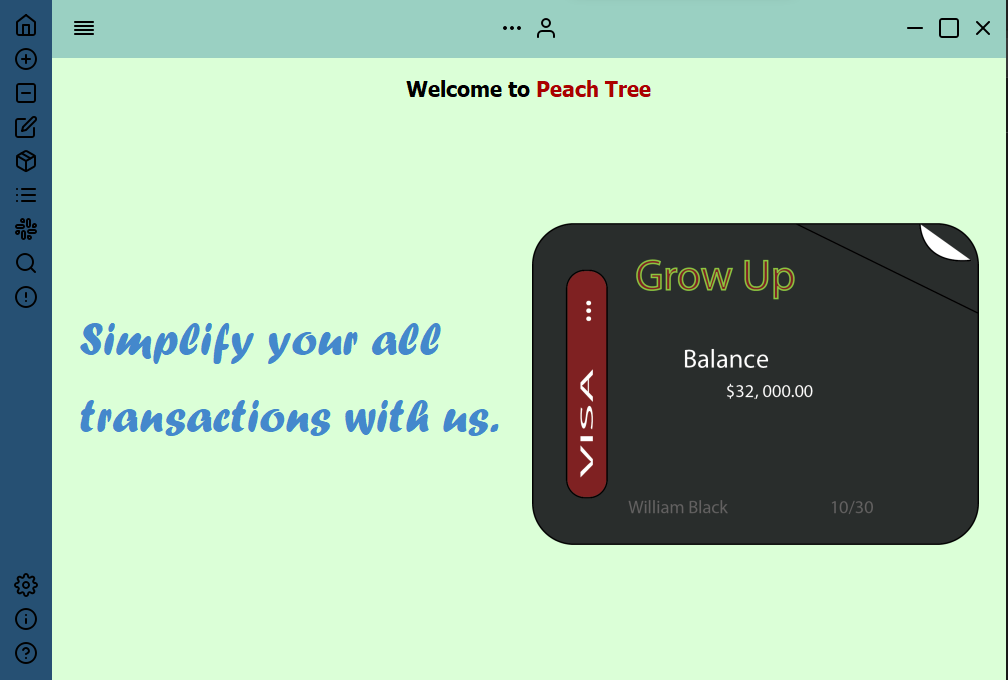 Welcome to Peach Tree
Simplify your all
transactions with us.
Grow Up
VISA
Balance
$32, 000.00
William Black 10/30